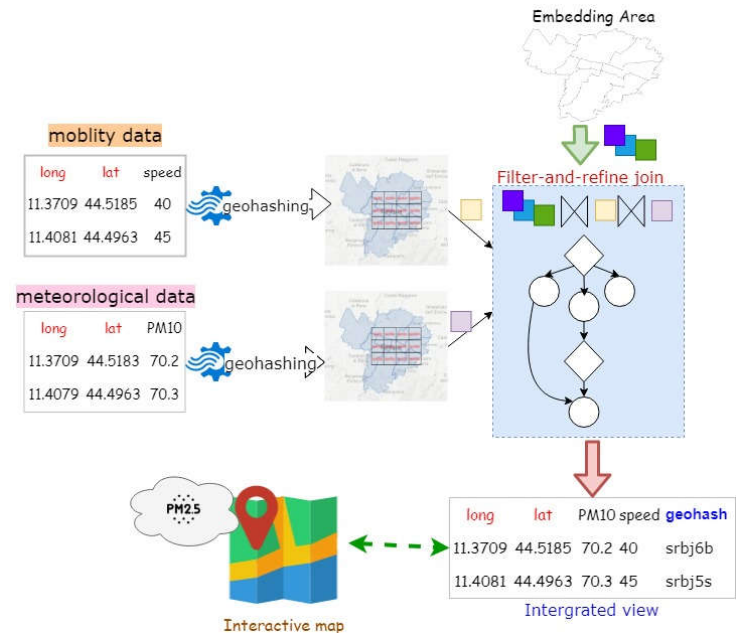 Embedding Area
moblity data
long lat speed
11.3709 44.5185 40
11.4081 44.4963 45
geohashing
Filter-and-refine join
meteorological data
long lat PM10
11.3709 44.5183 70.2
11.4079 44.4963 70.3
geohashing
PM2.5
long lat PM10 speed geohash
11.3709 44.5185 70.2 40 srbj6b
11.4081 44.4963 70.3 45 srbj5s
Intergrated view
Interactive map